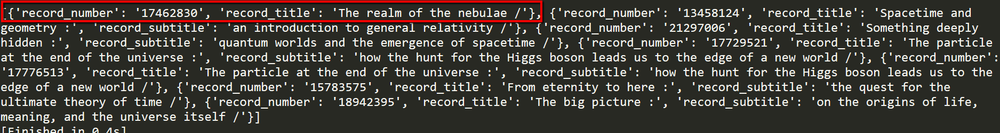 [{'record_number': '17462830', 'record_title': 'The realm of the nebulae /'}, {'record_number': '13458124', 'record_title': 'Spacetime and
geometry :', 'record_subtitle': 'an introduction to general relativity /'}, {'record_number': '21297006', 'record_title': 'Something deeply
hidden :', 'record_subtitle': 'quantum worlds and the emergence of spacetime /'}, {'record_number': '17729521', 'record_title': 'The particle
at the end of the universe :', 'record_subtitle': 'how the hunt for the Higgs boson leads us to the edge of a new world /'}, {'record_number':
'17776513', 'record_title': 'The particle at the end of the universe :', 'record_subtitle': 'how the hunt for the Higgs boson leads us to the
edge of a new world /'}, {'record_number': '15783575', 'record_title': 'From eternity to here :', 'record_subtitle': 'the quest for the
ultimate theory of time /'}, {'record_number': '18942395', 'record_title': 'The big picture :', 'record_subtitle': 'on the origins of life,
meaning, and the universe itself /'}]
[Finished in 0.4s]